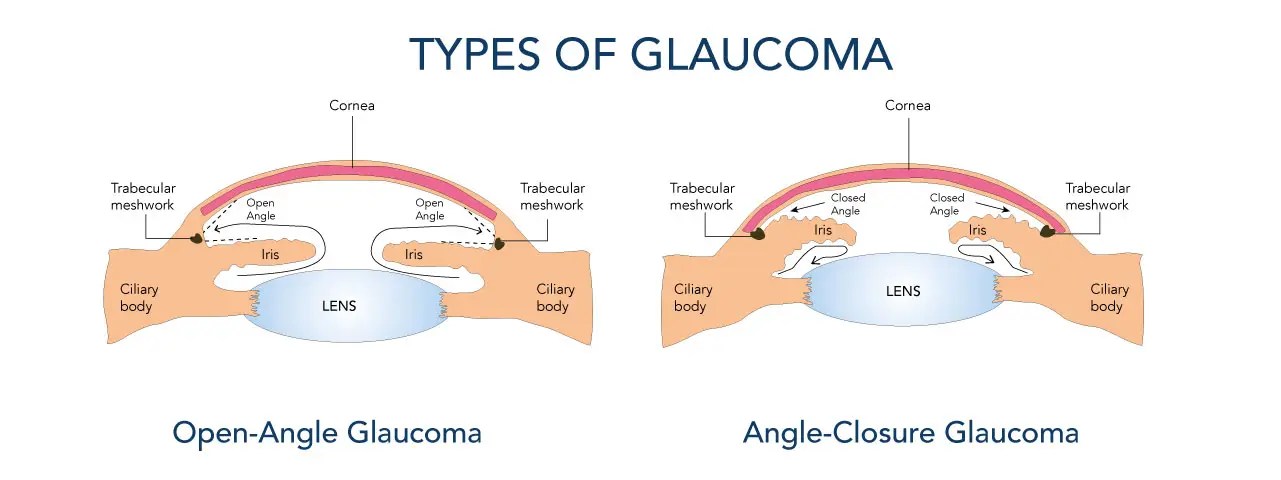 TYPES OF GLAUCOMA
Cornea
Trabecular
meshwork
Open
Angle
Open
Angle
Trabecular
meshwork
Iris
Iris
Ciliary
body
LENS
Ciliary
body
Open-Angle Glaucoma
Cornea
Trabecular
meshwork
Closed
Angle
Closed
Angle
Trabecular
meshwork
Iris
Iris
Ciliary
body
LENS
Ciliary
body
Angle-Closure Glaucoma